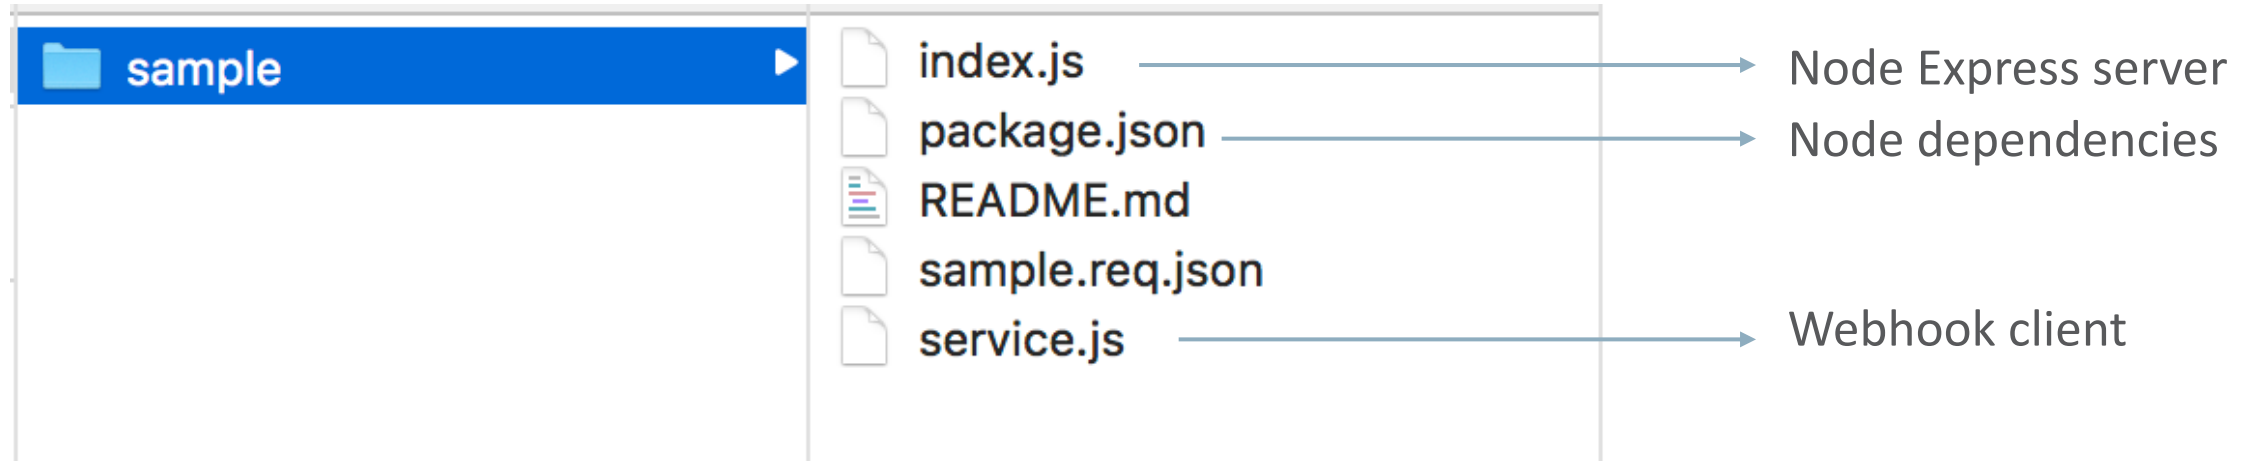 sample
index.js
Node Express server
package.json
Node dependencies
README.md
sample.req.json
service.js
Webhook client